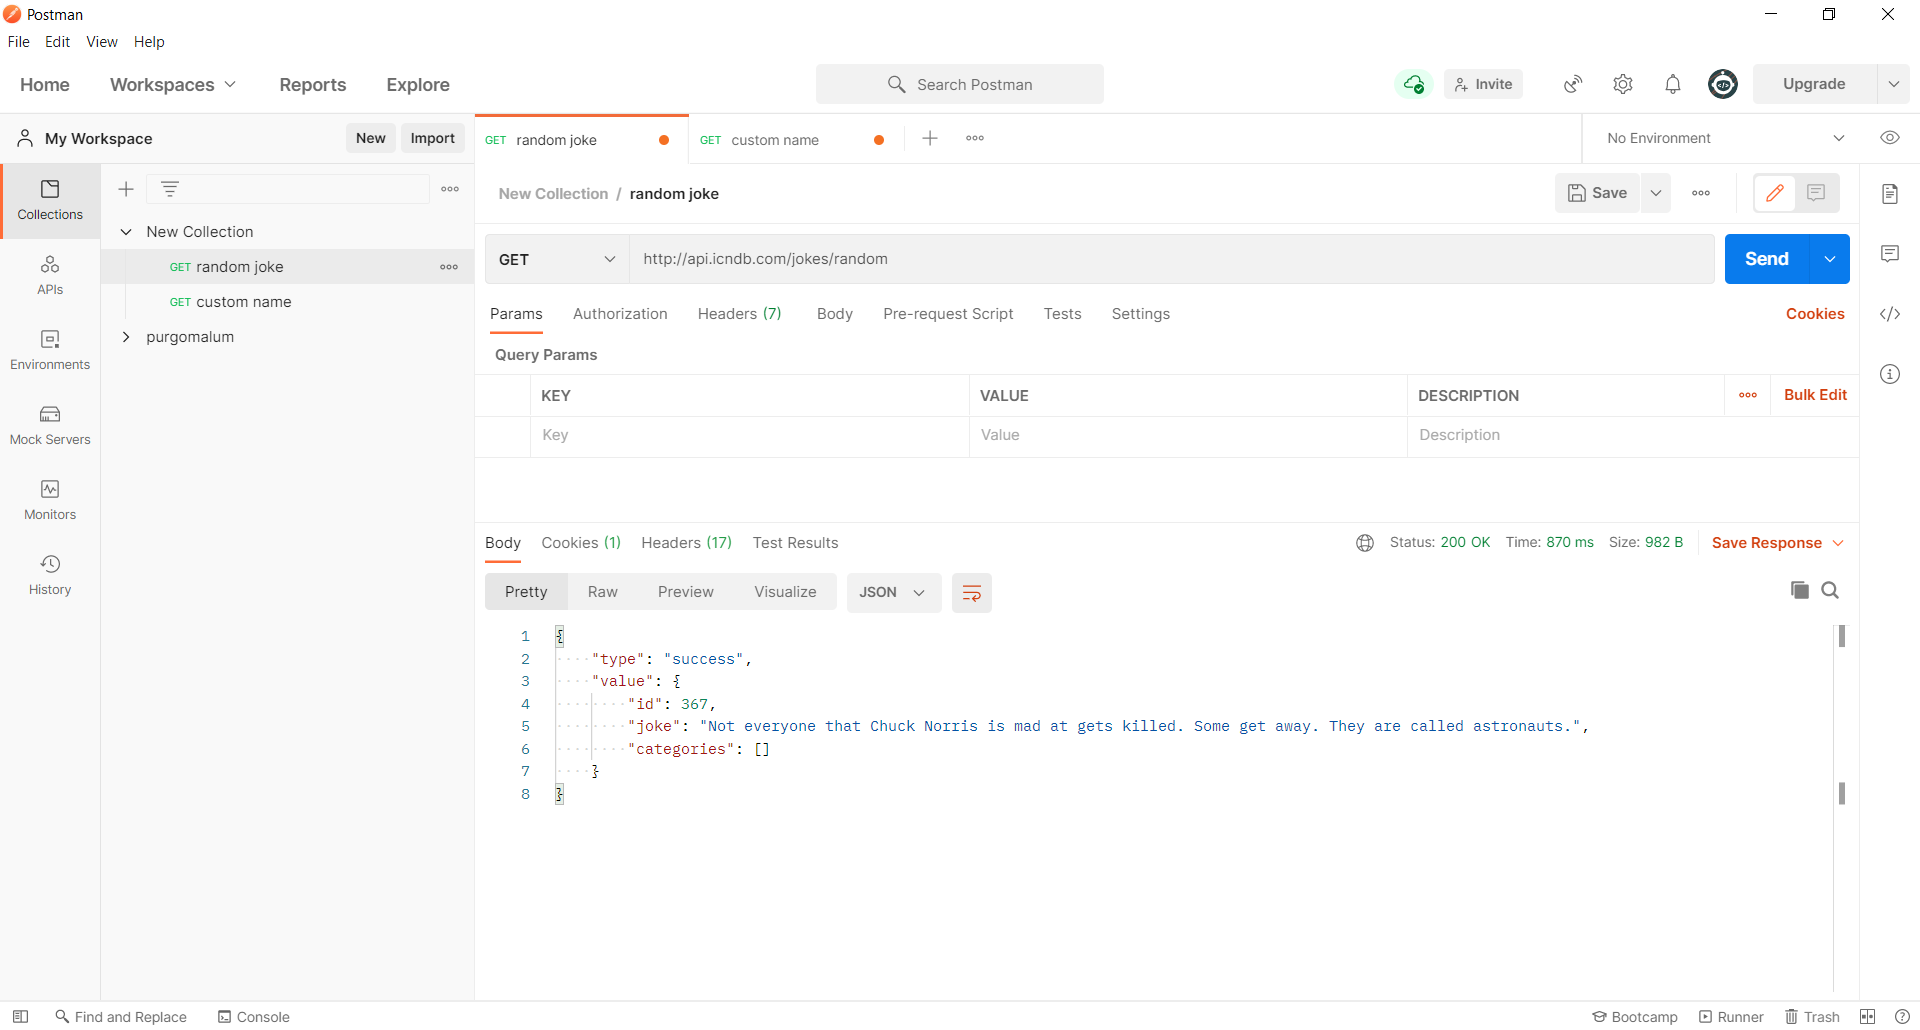 Postman
File Edit View Help
Home Workspaces Reports Explore Search Postman Invite Upgrade
My Workspace New Import GET random joke GET custom name No Environment
Collections
New Collection / random joke Save
New Collection
GET random joke
GET custom name
purgomalum
APIs
Environments
Mock Servers
Monitors
History
GET http://api.icndb.com/jokes/random Send
Params Authorization Headers (7) Body Pre-request Script Tests Settings Cookies
Query Params
KEY VALUE DESCRIPTION Bulk Edit
Key Value Description
Body Cookies (1) Headers (17) Test Results Status: 200 OK Time: 870 ms Size: 982 B Save Response
Pretty Raw Preview Visualize JSON
1 {
2 "type": "success",
3 "value": {
4 "id": 367,
5 "joke": "Not everyone that Chuck Norris is mad at gets killed. Some get away. They are called astronauts.",
6 "categories": []
7 }
8 }
Find and Replace Console Bootcamp Runner Trash